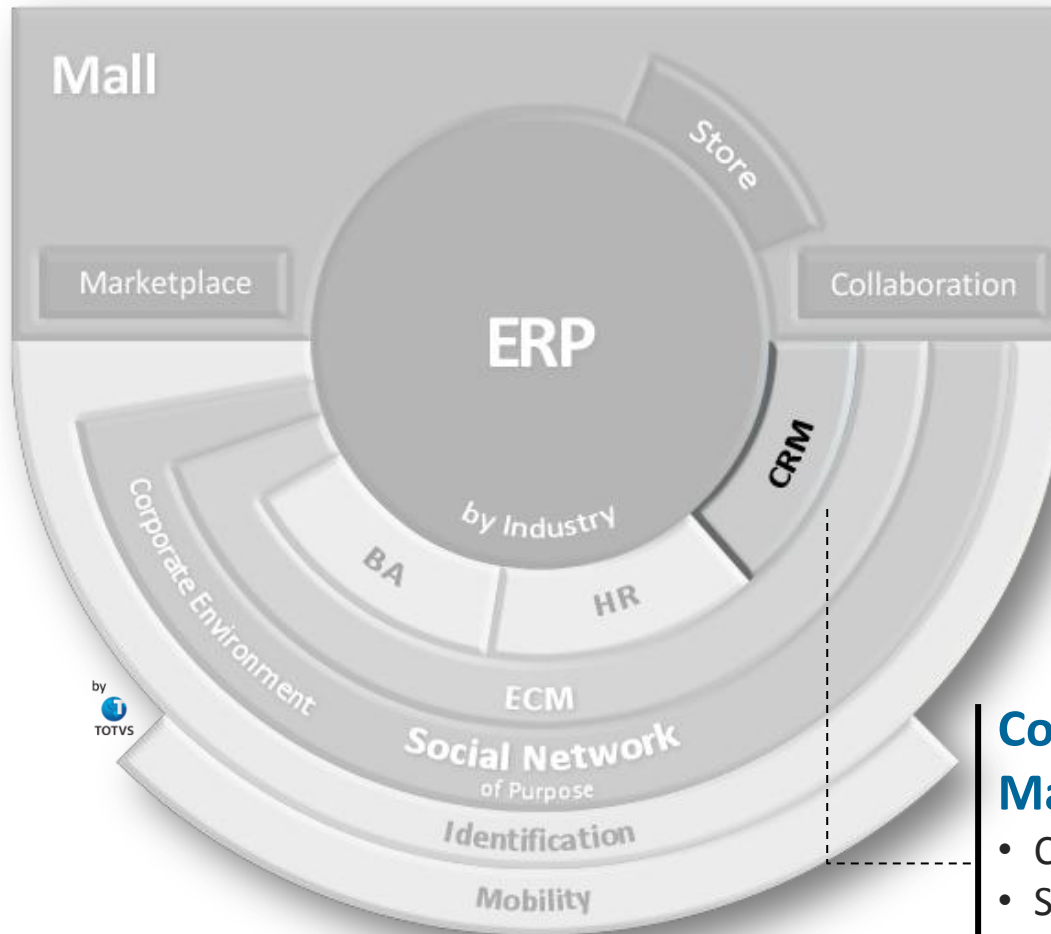 Mall
Store
Marketplace
Collaboration
ERP
by Industry
CRM
BA
HR
Corporate Environment
ECM
Social Network
of Purpose
Identification
Mobility
by
TOTVS